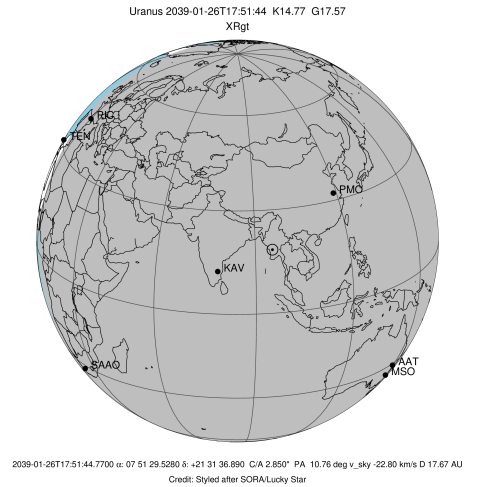 Uranus 2039-01-26T17:51:44 K14.77 G17.57
XRgt
PIC
TEN
PMO
KAV
SAAO
AAT
MSO
2039-01-26T17:51:44.7700 α: 07 51 29.5280 δ: +21 31 36.890 C/A 2.850" PA 10.76 deg v_sky -22.80 km/s D 17.67 AU
Credit: Styled after SORA/Lucky Star